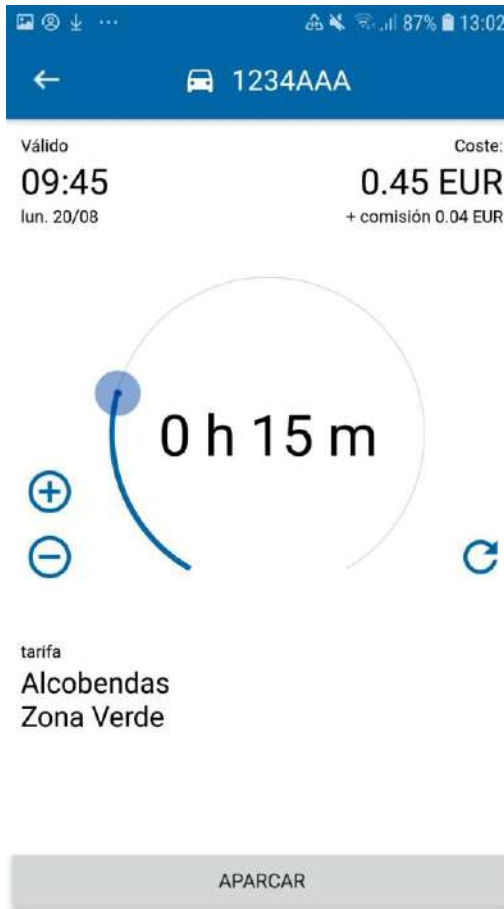 87% 13:02
1234AAA
Válido
Coste:
09:45
0.45 EUR
lun. 20/08
+ comisión 0.04 EUR
0 h 15 m
tarifa
Alcobendas
Zona Verde
APARCAR